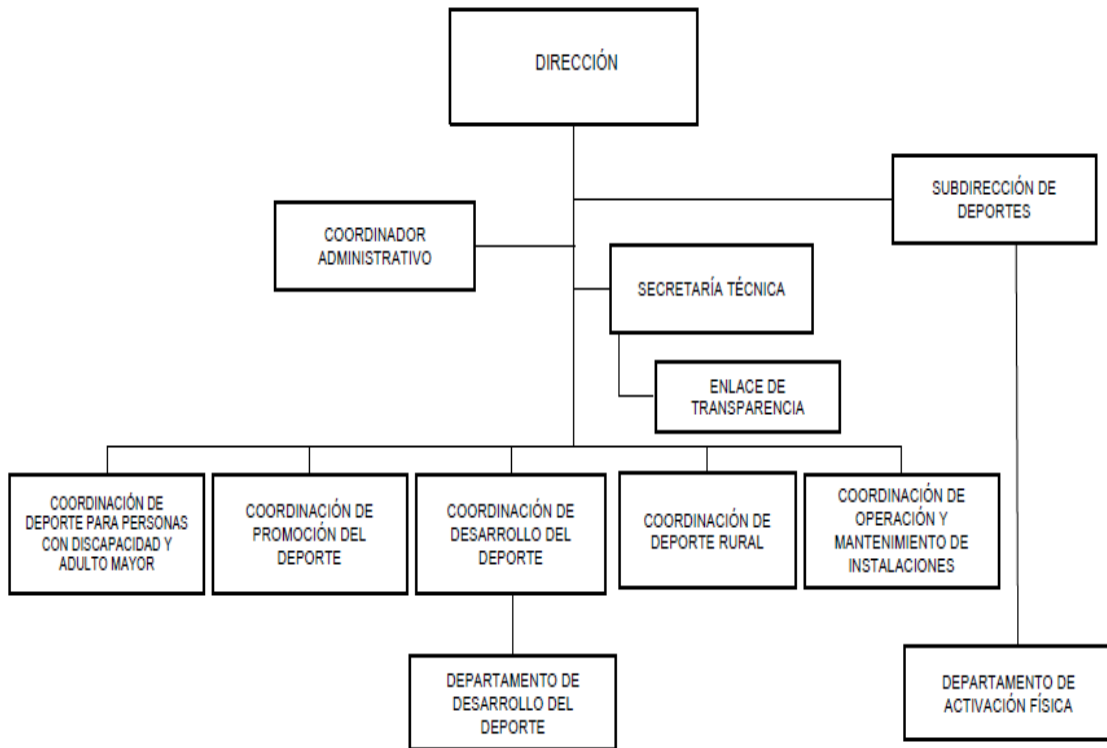 DIRECCIÓN
SUBDIRECCIÓN DE
DEPORTES
COORDINADOR
ADMINISTRATIVO
SECRETARÍA TÉCNICA
ENLACE DE
TRANSPARENCIA
COORDINACIÓN DE
DEPORTE PARA PERSONAS
CON DISCAPACIDAD Y
ADULTO MAYOR
COORDINACIÓN DE
PROMOCIÓN DEL
DEPORTE
COORDINACIÓN DE
DESARROLLO DEL
DEPORTE
COORDINACIÓN DE
DEPORTE RURAL
COORDINACIÓN DE
OPERACIÓN Y
MANTENIMIENTO DE
INSTALACIONES
DEPARTAMENTO DE
DESARROLLO DEL
DEPORTE
DEPARTAMENTO DE
ACTIVACIÓN FÍSICA